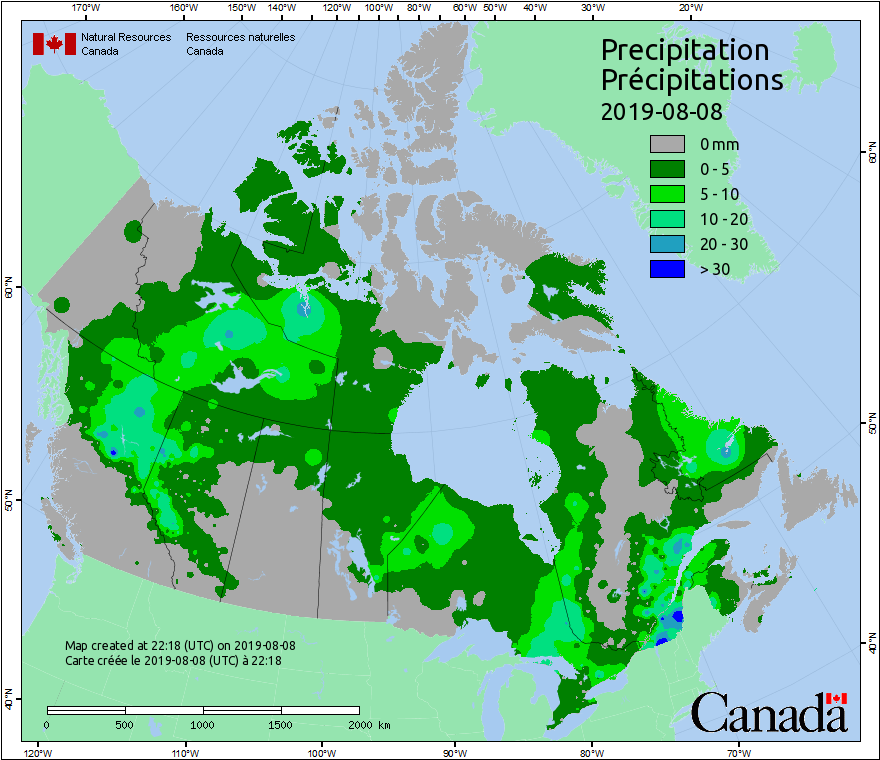 170°W 160°W 150°W 140°W 130°W 120°W 110°W 100°W 90°W 80°W 70°W 60°W 50°W 40°W 30°W 20°W
Natural Resources Ressources naturelles
Canada Canada
Precipitation
Précipitations
2019-08-08
0 mm
0 - 5
5 - 10
10 - 20
20 - 30
> 30
60°N
60°N
50°N
50°N
40°N
40°N
Map created at 22:18 (UTC) on 2019-08-08
Carte créée le 2019-08-08 (UTC) à 22:18
0 500 1000 1500 2000 km
Canada
120°W 110°W 100°W 90°W 80°W 70°W